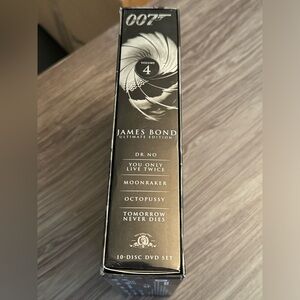 007
VOLUME
4
JAMES BOND
ULTIMATE EDITION
DR. NO
YOU ONLY
LIVE TWICE
MOONRAKER
OCTOPUSSY
TOMORROW
NEVER DIES
10-DISC DVD SET